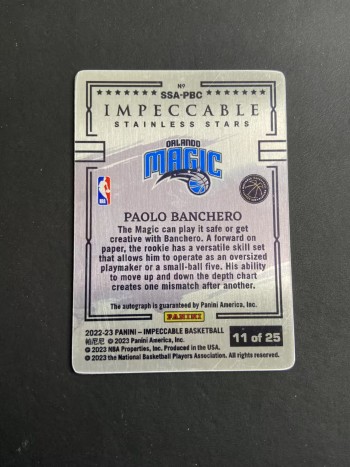 Nº
SSA-PBC
IMPECCABLE
STAINLESS STARS
ORLANDO
MAGIC
PAOLO BANCHERO
The Magic can play it safe or get
creative with Banchero. A forward on
paper, the rookie has a versatile skill set
that allows him to operate as an oversized
playmaker or a small-ball five. His ability
to move up and down the depth chart
creates one mismatch after another.
The autograph is guaranteed by Panini America, Inc.
PANINI
2022-23 PANINI – IMPECCABLE BASKETBALL
帕尼尼 © 2023 Panini America, Inc.
© 2023 NBA Properties, Inc. Produced in the USA.
© 2023 the National Basketball Players Association. All rights reserved.
11 of 25